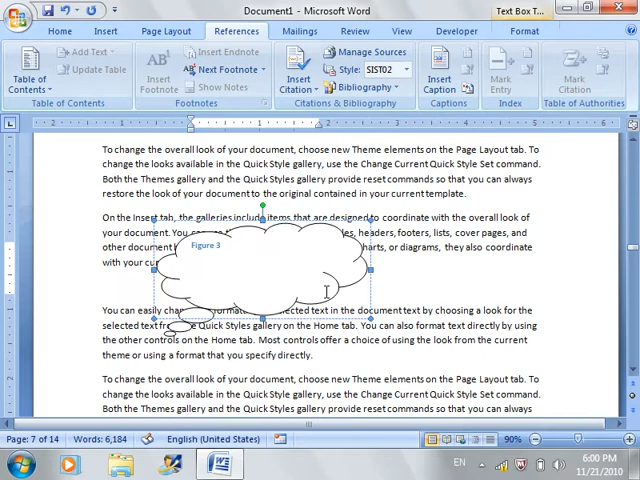 Document1 - Microsoft Word
Text Box T...
Home Insert Page Layout References Mailings Review View Developer Format
Table of Contents
Add Text
Update Table
Table of Contents
Insert Footnote
AB
Insert Endnote
Next Footnote
Show Notes
Footnotes
Insert Citation
Manage Sources
Style: SIST02
Bibliography
Citations & Bibliography
Insert Caption
Captions
Mark Entry
Index
Mark Citation
Table of Authorities
To change the overall look of your document, choose new Theme elements on the Page Layout tab. To
change the looks available in the Quick Style gallery, use the Change Current Quick Style Set command.
Both the Themes gallery and the Quick Styles gallery provide reset commands so that you can always
restore the look of your document to the original contained in your current template.
On the Insert tab, the galleries include items that are designed to coordinate with the overall look of
your document. You can
les, headers, footers, lists, cover pages, and
Figure 3
other document
charts, or diagrams, they also coordinate
with your
You can easily change
selected text in the document text by choosing a look for the
selected text
Quick Styles gallery on the Home tab. You can also format text directly by using
the other controls on the Home tab. Most controls offer a choice of using the look from the current
theme or using a format that you specify directly.
To change the overall look of your document, choose new Theme elements on the Page Layout tab. To
change the looks available in the Quick Style gallery, use the Change Current Quick Style Set command.
Both the Themes gallery and the Quick Styles gallery provide reset commands so that you can always
Page: 7 of 14 Words: 6,184 English (United States) 90%
EN
6:00 PM
11/21/2010